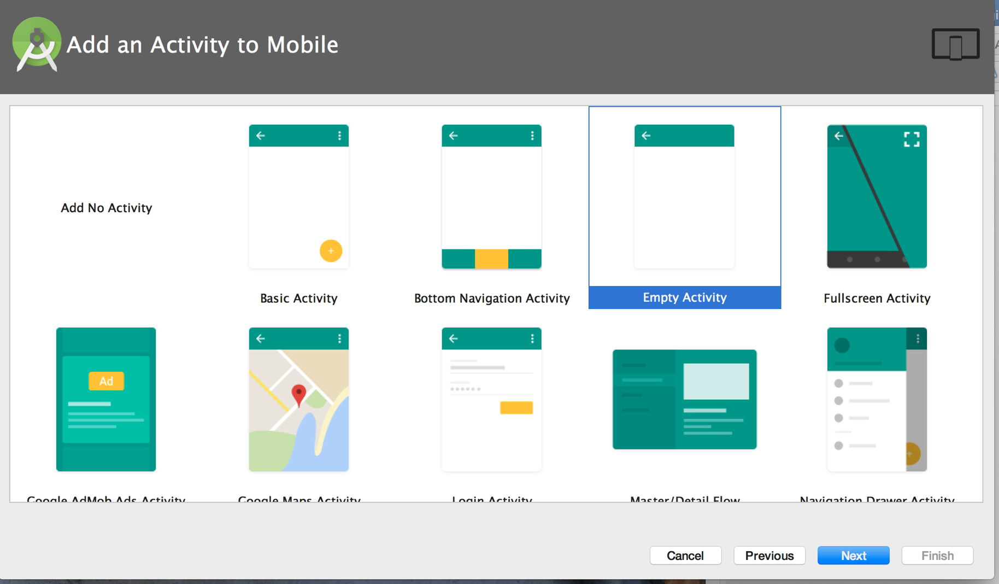 Add an Activity to Mobile
Add No Activity
Basic Activity
Bottom Navigation Activity
Empty Activity
Fullscreen Activity
Ad
Google AdMob Ads Activity
Google Maps Activity
Login Activity
Master/Detail Flow
Navigation Drawer Activity
Cancel
Previous
Next
Finish